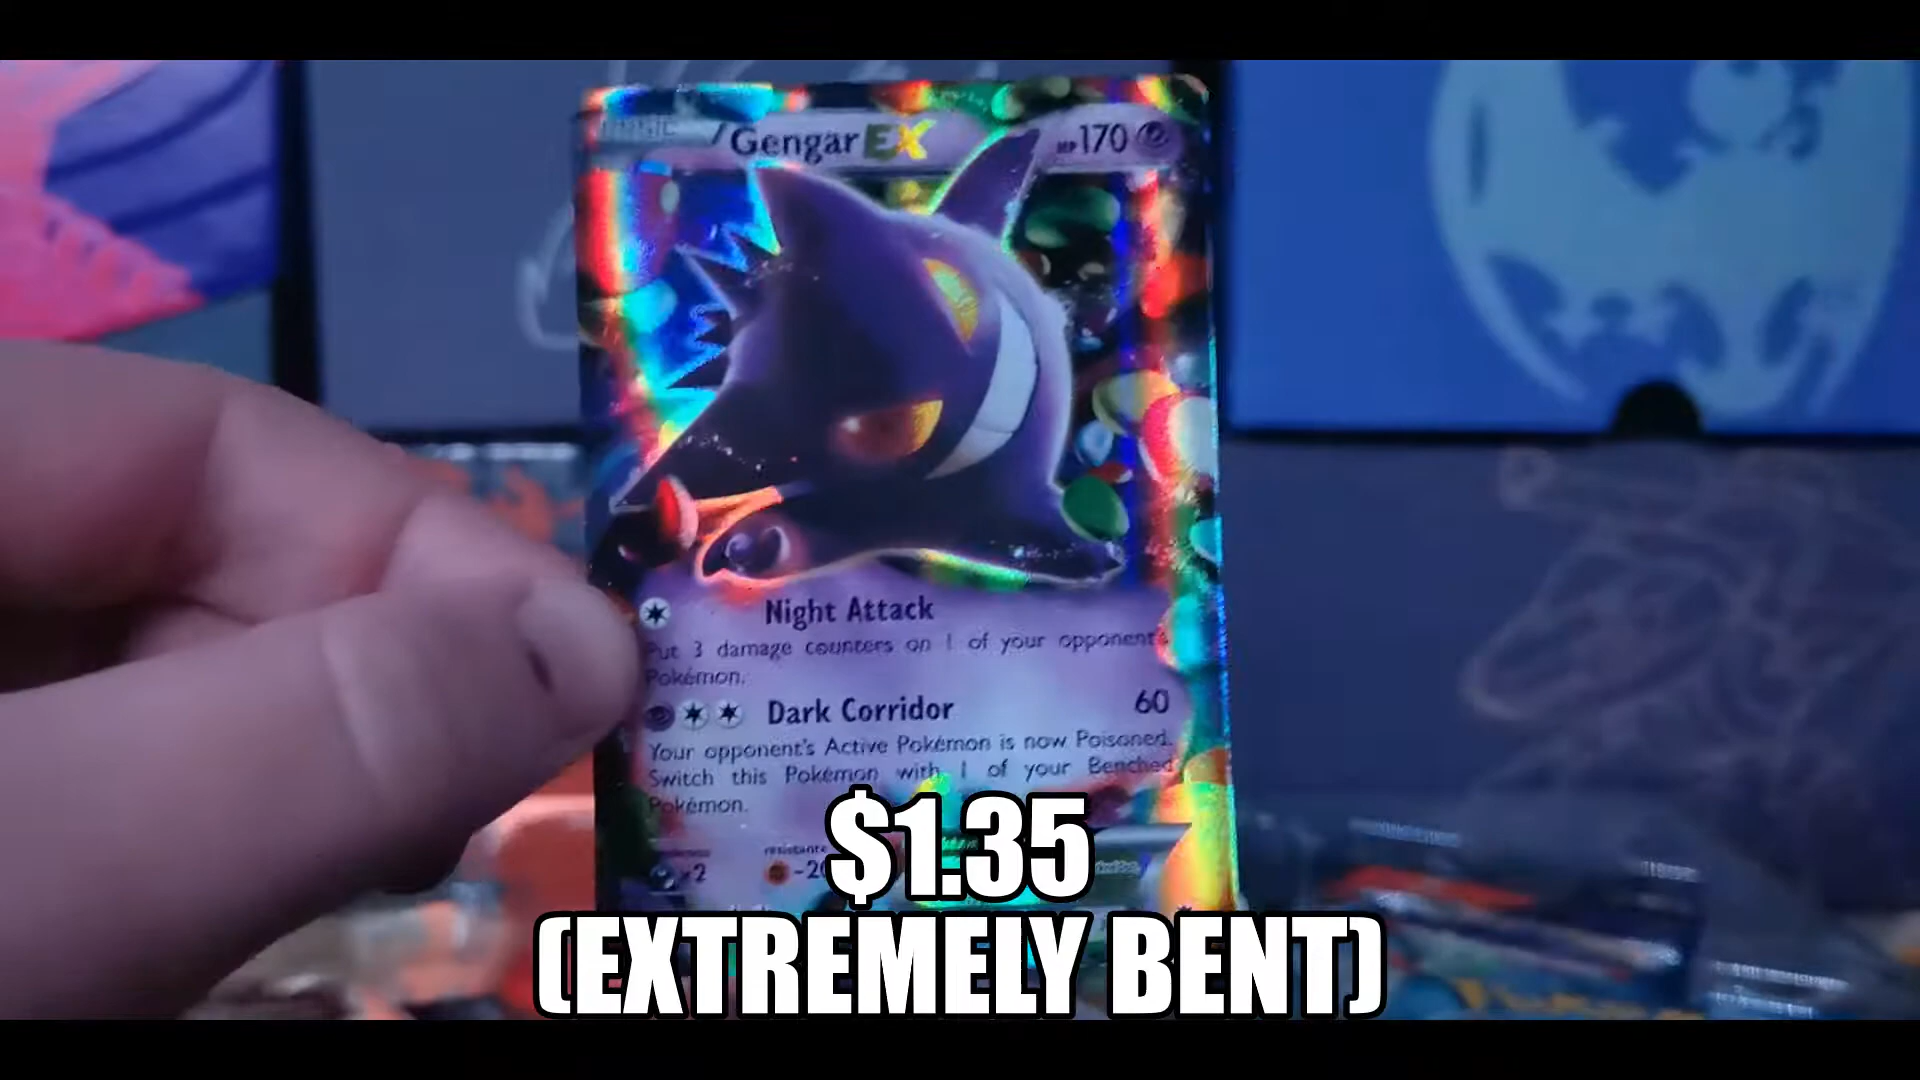 Gengar EX HP170
Night Attack
Put 3 damage counters on 1 of your opponent's
Pokémon.
Dark Corridor 60
Your opponent's Active Pokémon is now Poisoned.
Switch this Pokémon with 1 of your Benched
Pokémon.
resistance
×2 -20
$1.35
(EXTREMELY BENT)